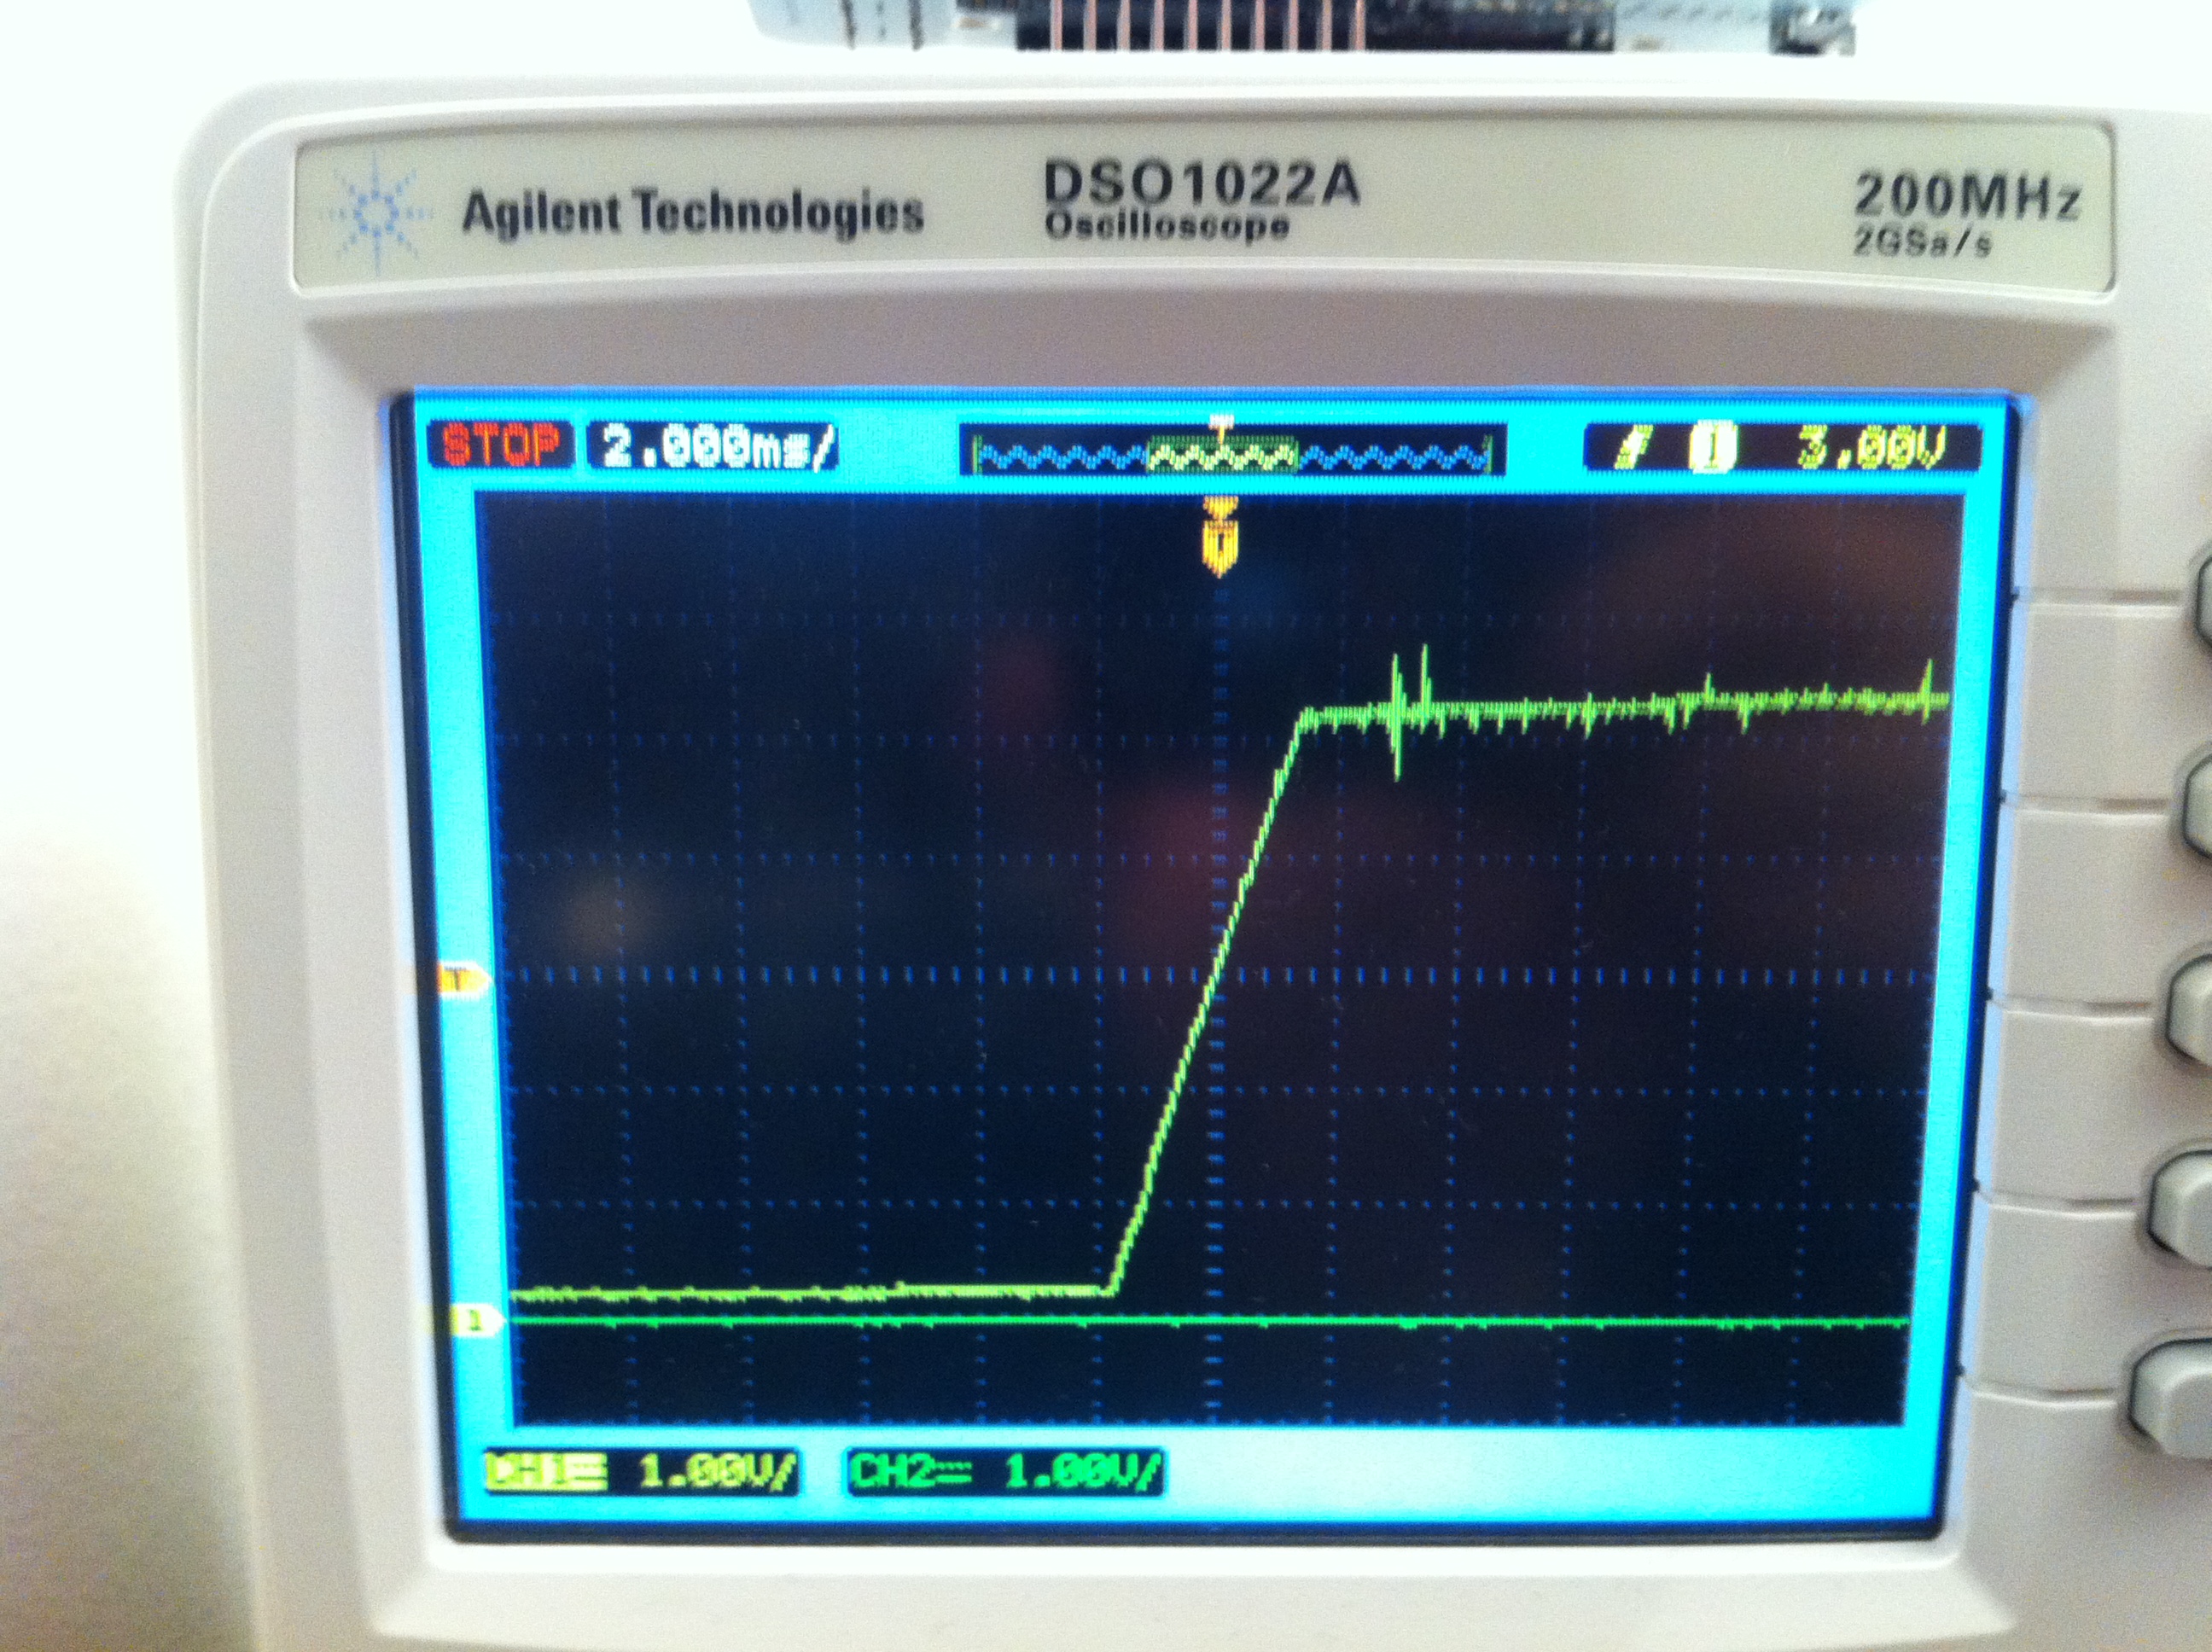 Agilent Technologies
DSO1022A
Oscilloscope
200MHz
2GSa/s
STOP
2.000ms/
T
1 3.00V
T
T
1
CH1 1.00V/
CH2 1.00V/